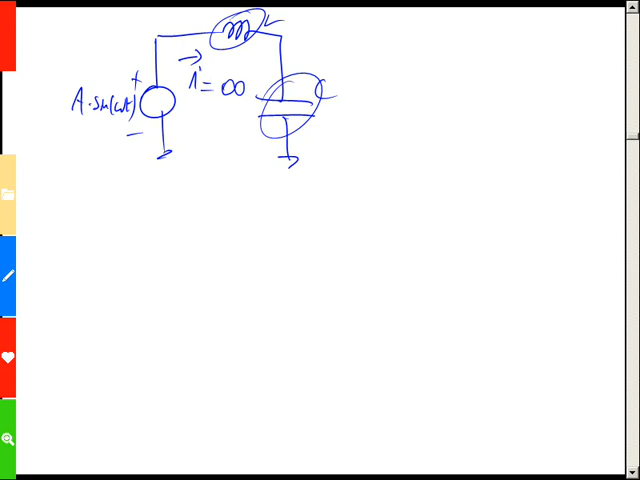 L
+
i = ∞
A·sin(ωt)
C
−